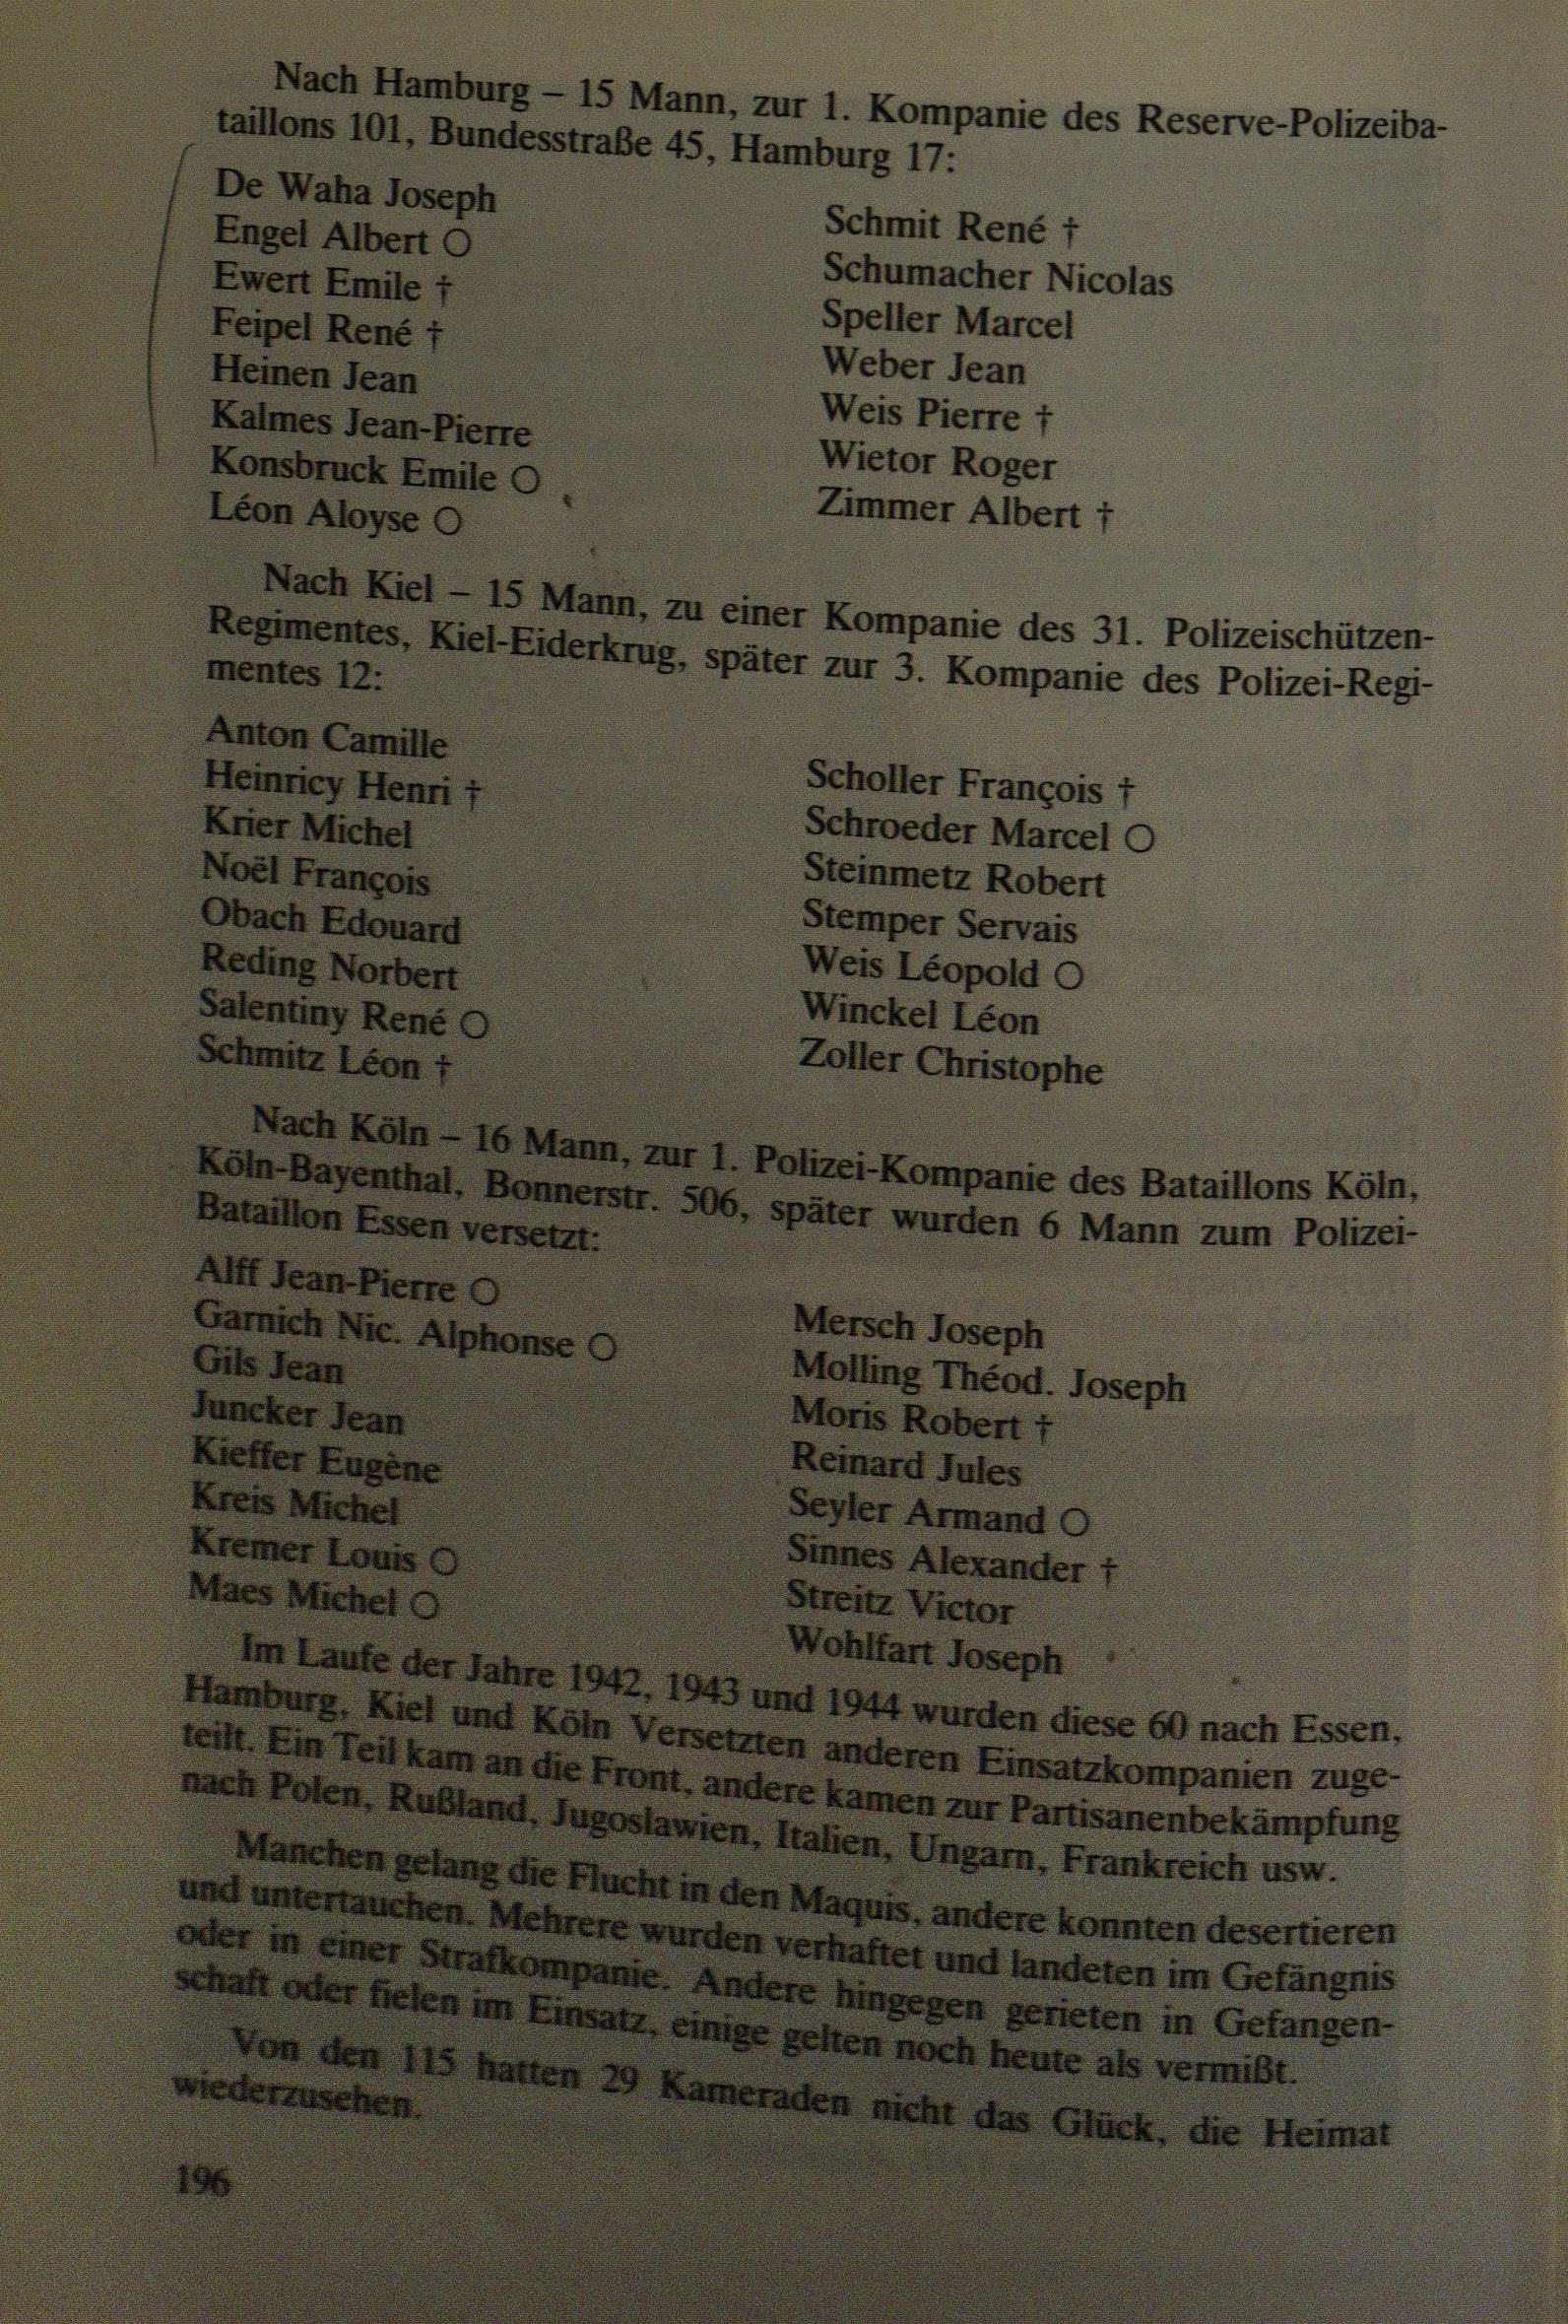 Nach Hamburg – 15 Mann, zur 1. Kompanie des Reserve-Polizeiba-
taillons 101, Bundesstraße 45, Hamburg 17:
De Waha Joseph
Engel Albert ○
Ewert Emile †
Feipel René †
Heinen Jean
Kalmes Jean-Pierre
Konsbruck Emile ○
Léon Aloyse ○
Schmit René †
Schumacher Nicolas
Speller Marcel
Weber Jean
Weis Pierre †
Wietor Roger
Zimmer Albert †
Nach Kiel – 15 Mann, zu einer Kompanie des 31. Polizeischützen-
Regimentes, Kiel-Eiderkrug, später zur 3. Kompanie des Polizei-Regi-
mentes 12:
Anton Camille
Heinricy Henri †
Krier Michel
Noël François
Obach Edouard
Reding Norbert
Salentiny René ○
Schmitz Léon †
Scholler François †
Schroeder Marcel ○
Steinmetz Robert
Stemper Servais
Weis Léopold ○
Winckel Léon
Zoller Christophe
Nach Köln – 16 Mann, zur 1. Polizei-Kompanie des Bataillons Köln,
Köln-Bayenthal, Bonnerstr. 506, später wurden 6 Mann zum Polizei-
Bataillon Essen versetzt:
Alff Jean-Pierre ○
Garnich Nic. Alphonse ○
Gils Jean
Juncker Jean
Kieffer Eugène
Kreis Michel
Kremer Louis ○
Maes Michel ○
Mersch Joseph
Molling Théod. Joseph
Moris Robert †
Reinard Jules
Seyler Armand ○
Sinnes Alexander †
Streitz Victor
Wohlfart Joseph
Im Laufe der Jahre 1942, 1943 und 1944 wurden diese 60 nach Essen,
Hamburg, Kiel und Köln Versetzten anderen Einsatzkompanien zuge-
teilt. Ein Teil kam an die Front, andere kamen zur Partisanenbekämpfung
nach Polen, Rußland, Jugoslawien, Italien, Ungarn, Frankreich usw.
Manchen gelang die Flucht in den Maquis, andere konnten desertieren
und untertauchen. Mehrere wurden verhaftet und landeten im Gefängnis
oder in einer Strafkompanie. Andere hingegen gerieten in Gefangen-
schaft oder fielen im Einsatz, einige gelten noch heute als vermißt.
Von den 115 hatten 29 Kameraden nicht das Glück, die Heimat
wiederzusehen.
196